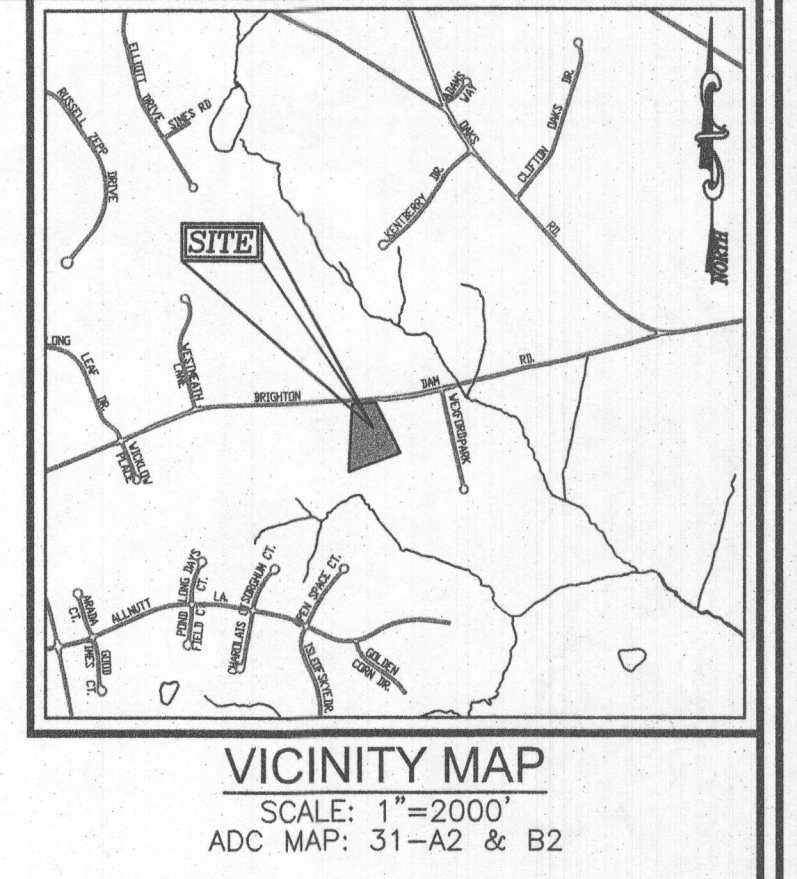 ELLIOTT DRIVE
SINES RD
RUSSELL ZEPP DRIVE
ADAMS WAY
OAKS RD.
CLIFTON OAKS DR.
KENTBERRY DR.
NORTH
SITE
LONG LEAF DR.
WESTMEATH LANE
BRIGHTON DAM RD.
WEXFORD PARK
WICKLOW PLACE
LONG DAYS CT.
POND FIELD CT.
ALLNUTT LA.
SORGHUM CT.
CHAROLAIS CT
PEN SPACE CT.
ARADA CT.
GOOD IMES CT.
ISLE OF SKYE DR.
GOLDEN CORN DR.
VICINITY MAP
SCALE: 1"=2000'
ADC MAP: 31-A2 & B2